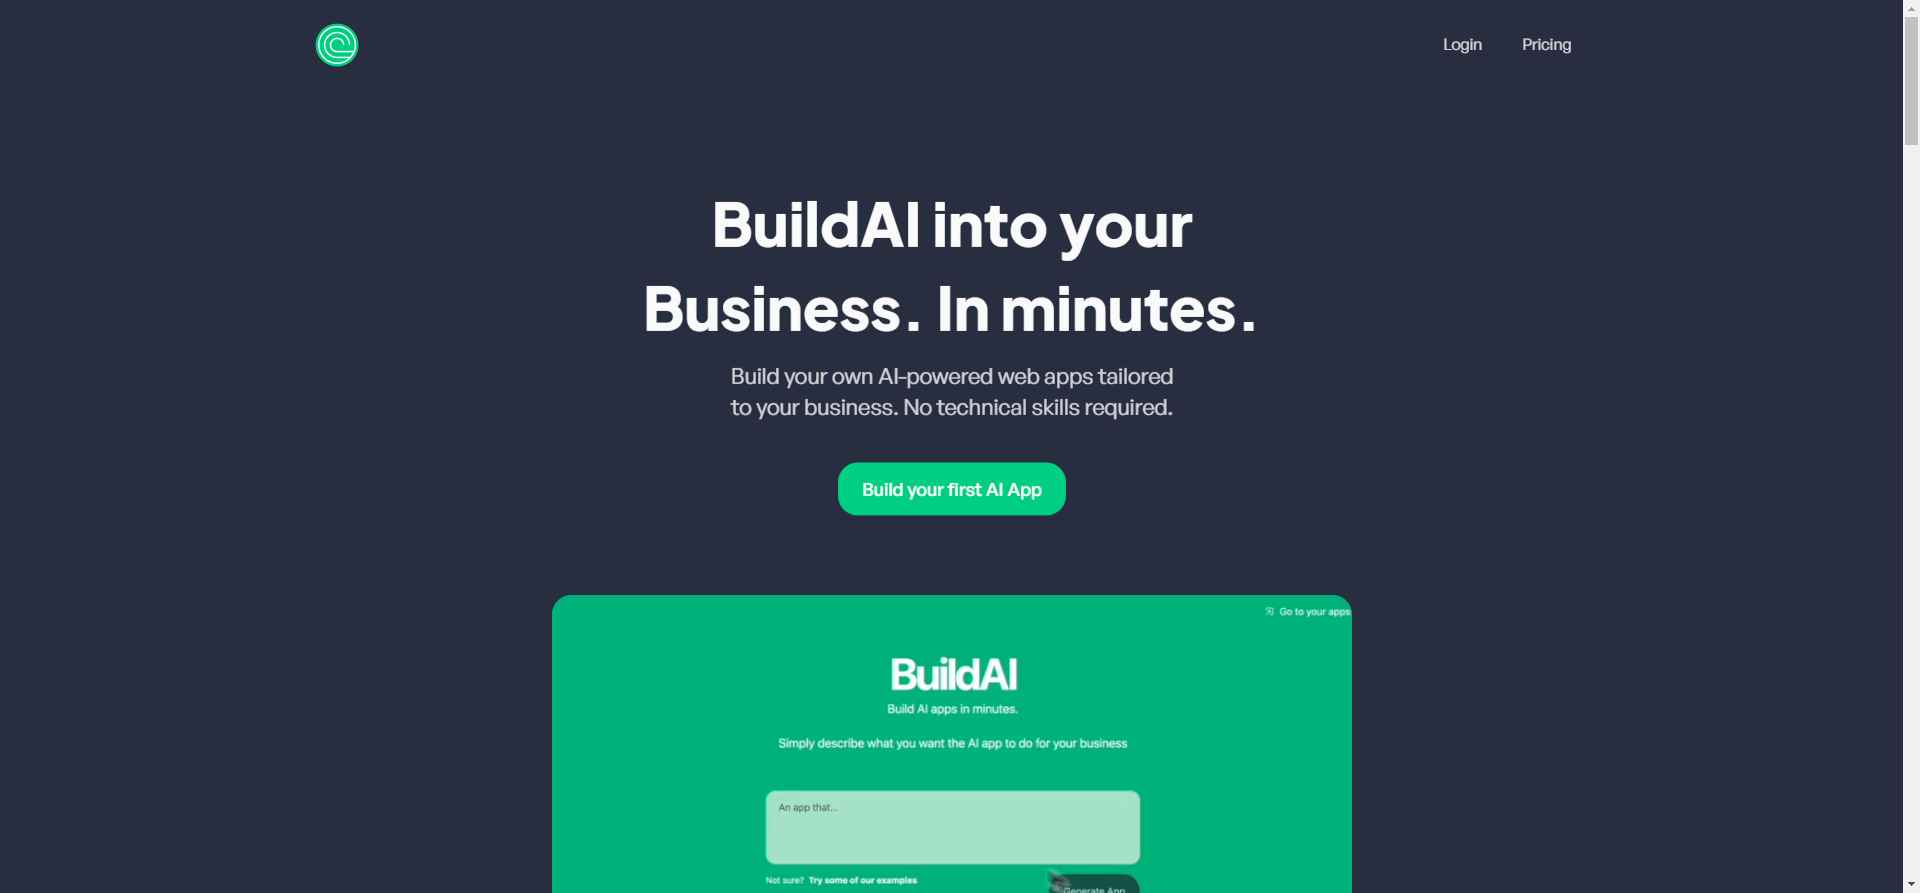 Login Pricing
BuildAI into your
Business. In minutes.
Build your own AI-powered web apps tailored
to your business. No technical skills required.
Build your first AI App
Go to your apps
BuildAI
Build AI apps in minutes.
Simply describe what you want the AI app to do for your business
An app that...
Not sure? Try some of our examples
Generate App